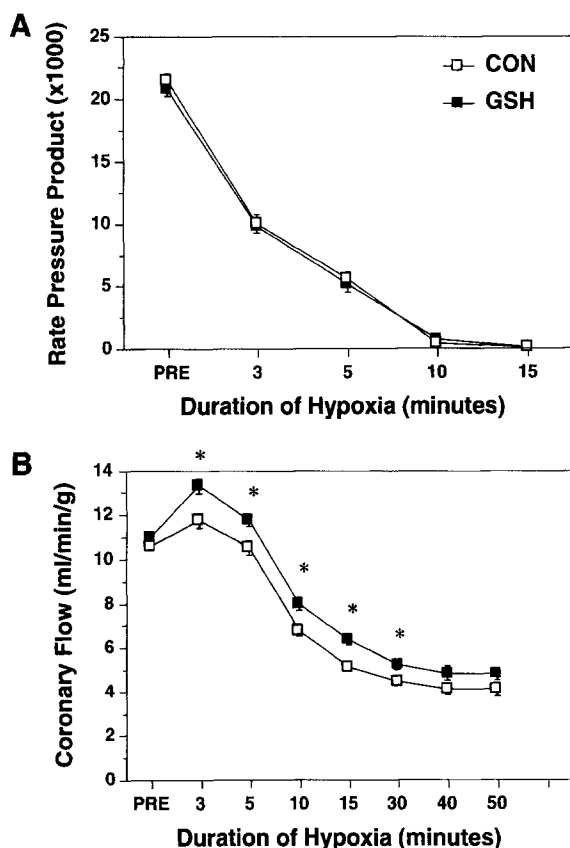 A
Rate Pressure Product (x1000)
25
20
15
10
5
0
CON
GSH
PRE 3 5 10 15
Duration of Hypoxia (minutes)
B
Coronary Flow (ml/min/g)
14
12
10
8
6
4
2
0
* * * * *
PRE 3 5 10 15 30 40 50
Duration of Hypoxia (minutes)